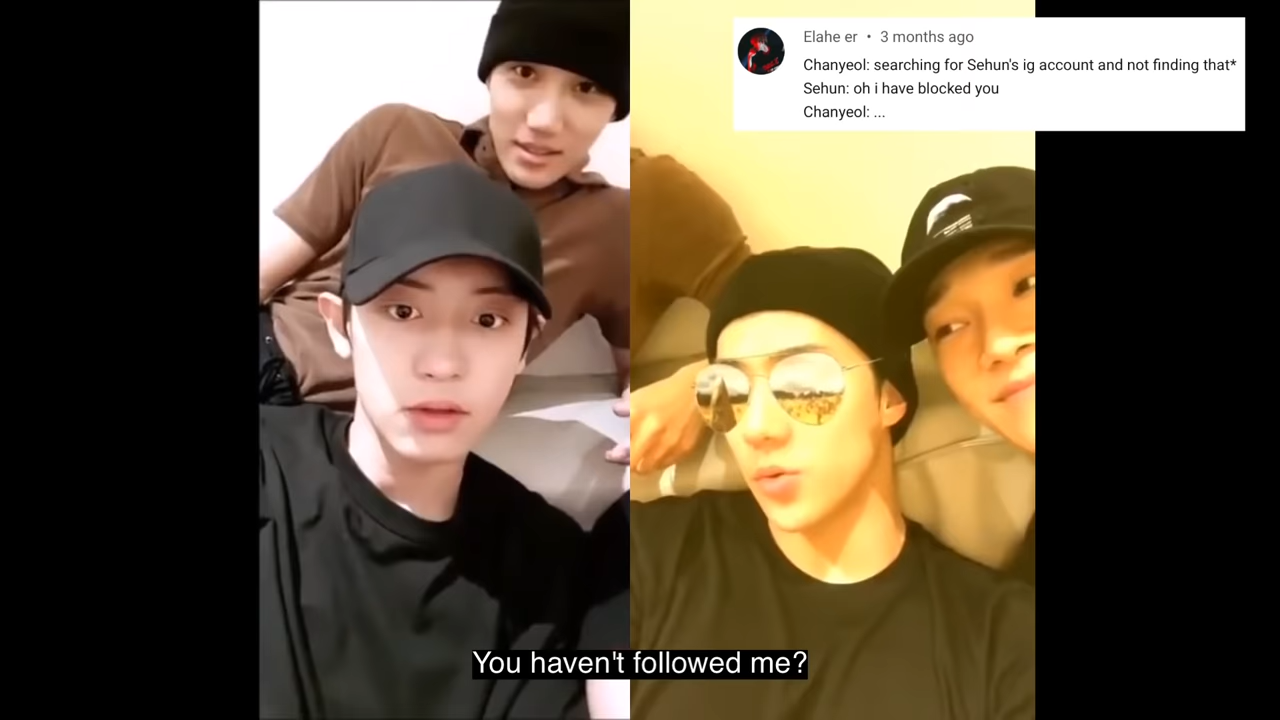 Elahe er • 3 months ago
Chanyeol: searching for Sehun's ig account and not finding that*
Sehun: oh i have blocked you
Chanyeol: ...
You haven't followed me?